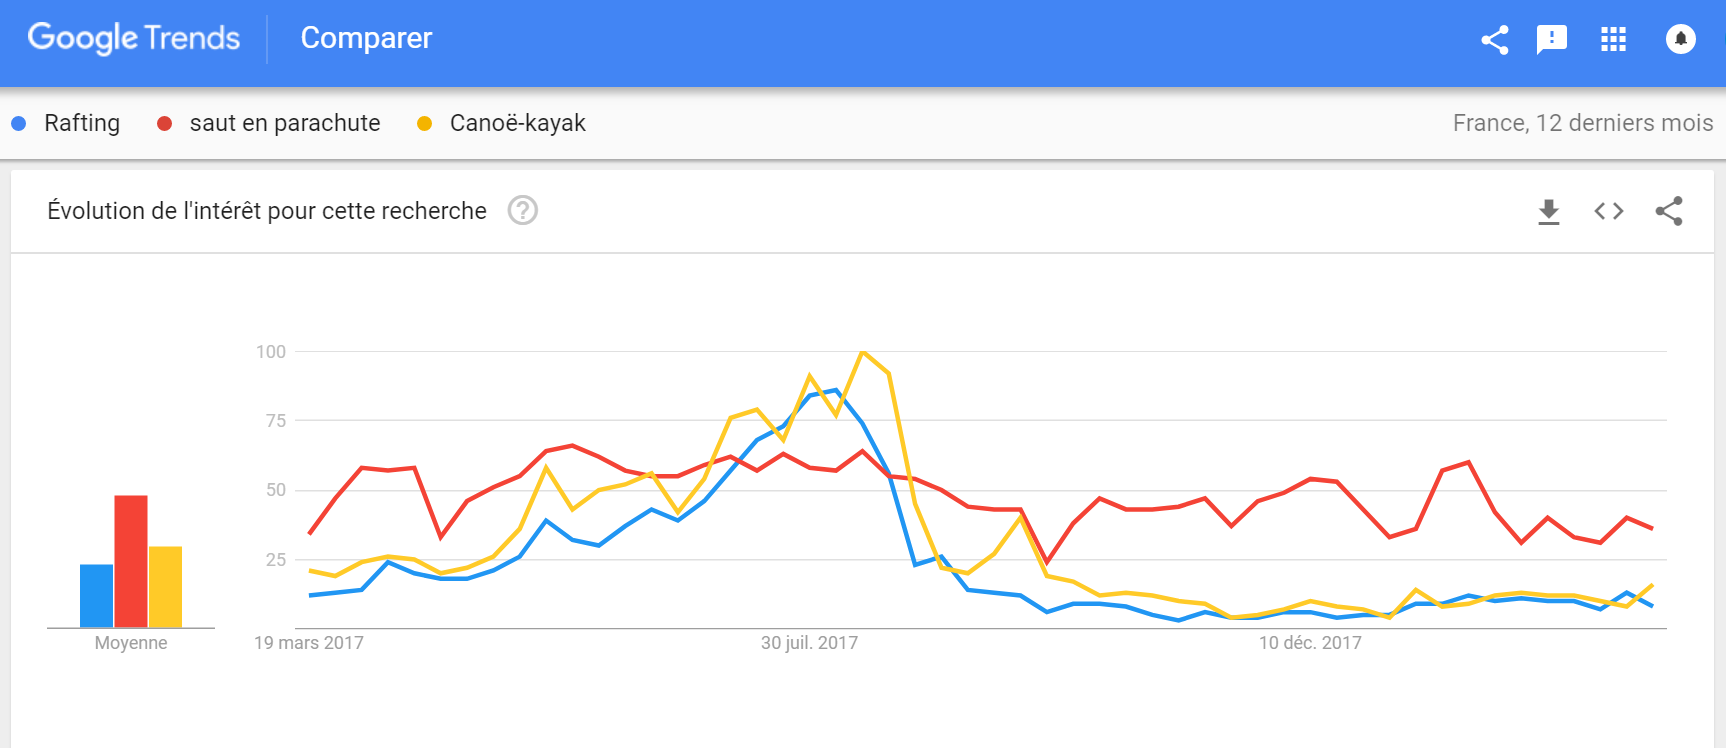 Google Trends Comparer
Rafting saut en parachute Canoë-kayak France, 12 derniers mois
Évolution de l'intérêt pour cette recherche ?
100
75
50
25
Moyenne 19 mars 2017 30 juil. 2017 10 déc. 2017